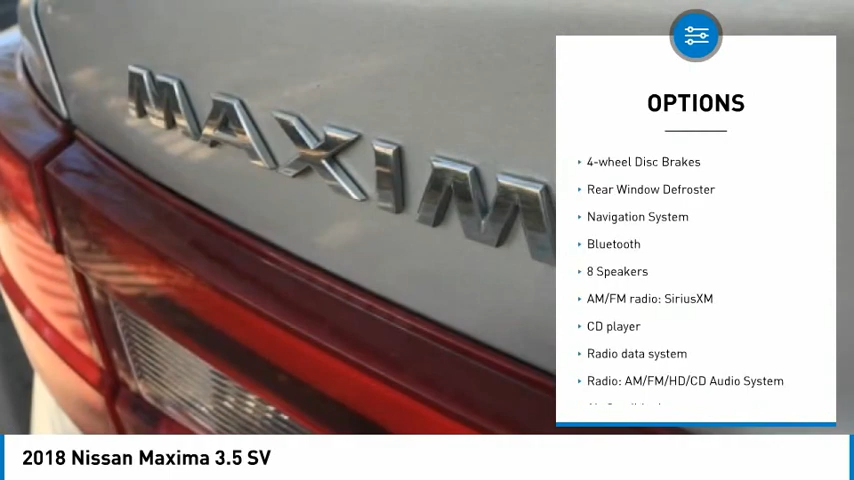 MAXIM
OPTIONS
4-wheel Disc Brakes
Rear Window Defroster
Navigation System
Bluetooth
8 Speakers
AM/FM radio: SiriusXM
CD player
Radio data system
Radio: AM/FM/HD/CD Audio System
2018 Nissan Maxima 3.5 SV